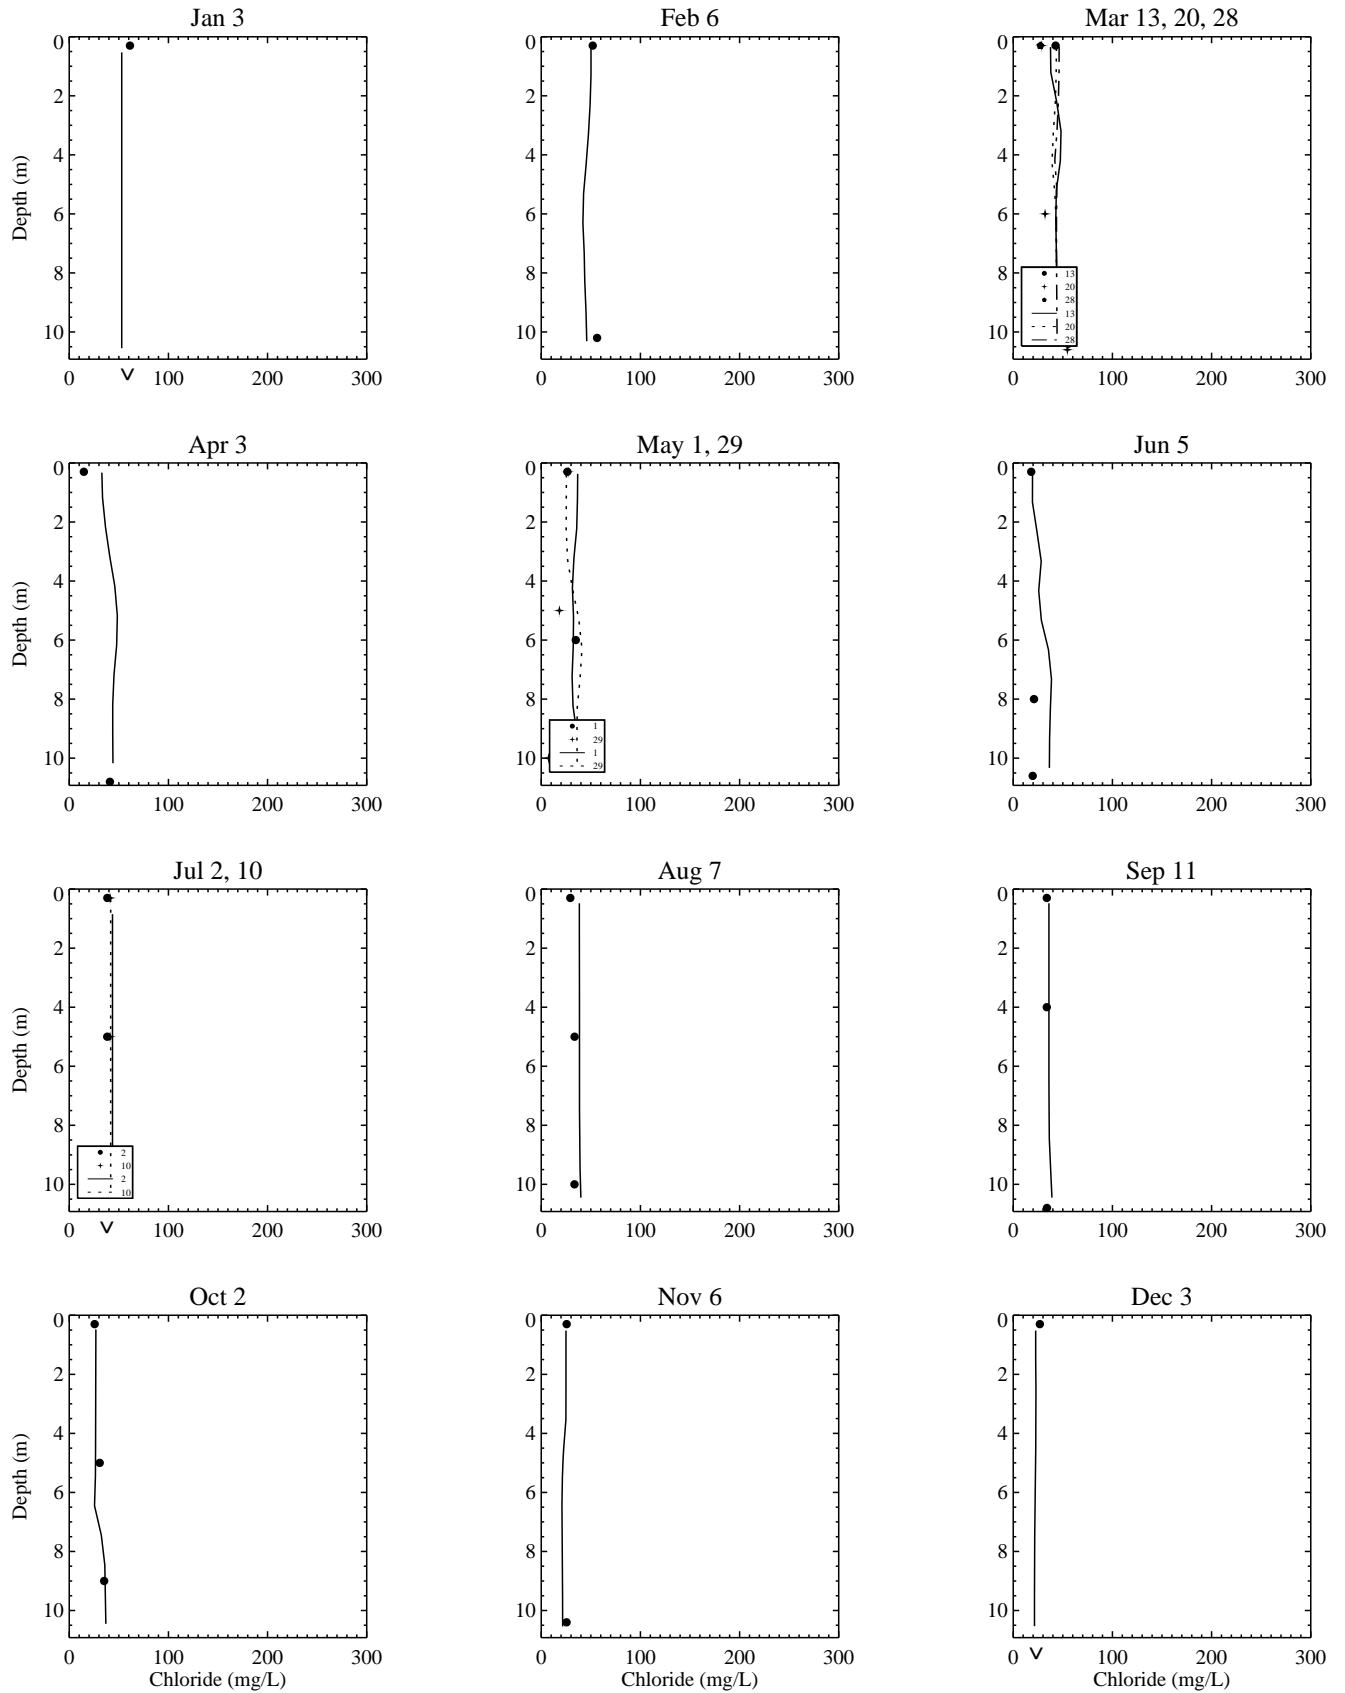 Jan 3
Feb 6
Mar 13, 20, 28
0
2
4
6
8
10
Depth (m)
0 100 200 300
0
2
4
6
8
10
0 100 200 300
0
2
4
6
8
10
13
20
28
13
20
28
0 100 200 300
Apr 3
May 1, 29
Jun 5
0
2
4
6
8
10
Depth (m)
0 100 200 300
0
2
4
6
8
10
1
29
1
29
0 100 200 300
0
2
4
6
8
10
0 100 200 300
Jul 2, 10
Aug 7
Sep 11
0
2
4
6
8
10
Depth (m)
2
10
2
10
0 100 200 300
0
2
4
6
8
10
0 100 200 300
0
2
4
6
8
10
0 100 200 300
Oct 2
Nov 6
Dec 3
0
2
4
6
8
10
Depth (m)
0 100 200 300
Chloride (mg/L)
0
2
4
6
8
10
0 100 200 300
Chloride (mg/L)
0
2
4
6
8
10
0 100 200 300
Chloride (mg/L)